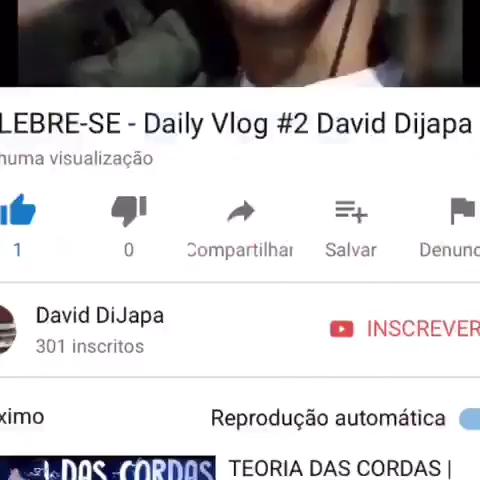 LEBRE-SE - Daily Vlog #2 David Dijapa
huma visualização
1
0
Compartilhar
Salvar
Denunc
David DiJapa
301 inscritos
INSCREVER
ximo
Reprodução automática
DAS CORDAS
TEORIA DAS CORDAS |